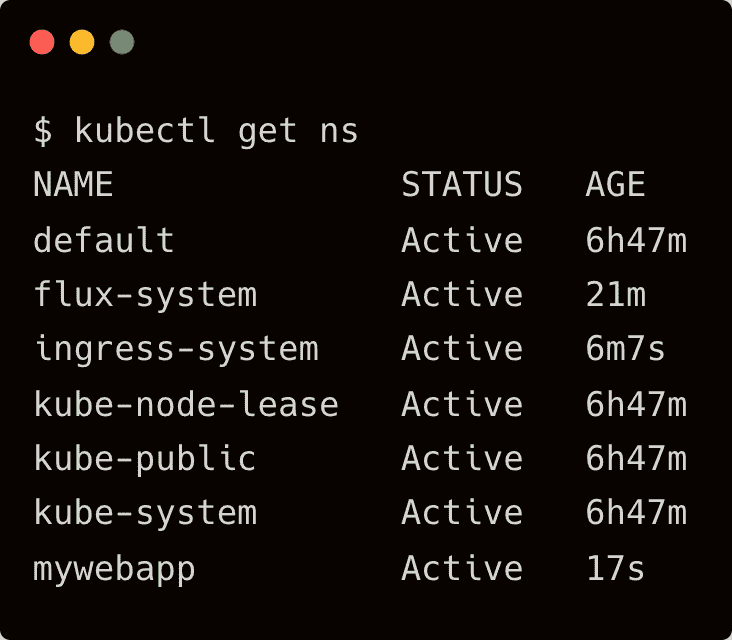 $ kubectl get ns
NAME                STATUS   AGE
default             Active   6h47m
flux-system         Active   21m
ingress-system      Active   6m7s
kube-node-lease     Active   6h47m
kube-public         Active   6h47m
kube-system         Active   6h47m
mywebapp            Active   17s